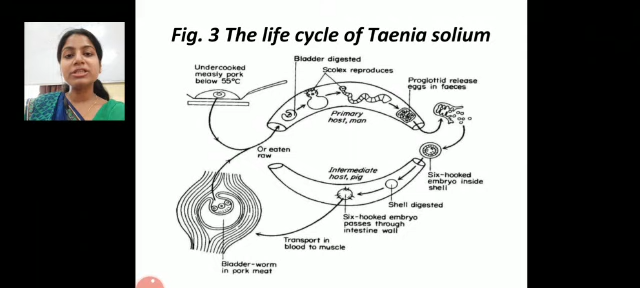 Fig. 3 The life cycle of Taenia solium
Bladder digested
Undercooked
measly pork
below 55°C
Scolex reproduces
Proglottid release
eggs in faeces
Primary
host, man
Or eaten
raw
Intermediate
host, pig
Six-hooked
embryo inside
shell
Shell digested
Six-hooked embryo
passes through
intestine wall
Transport in
blood to muscle
Bladder-worm
in pork meat